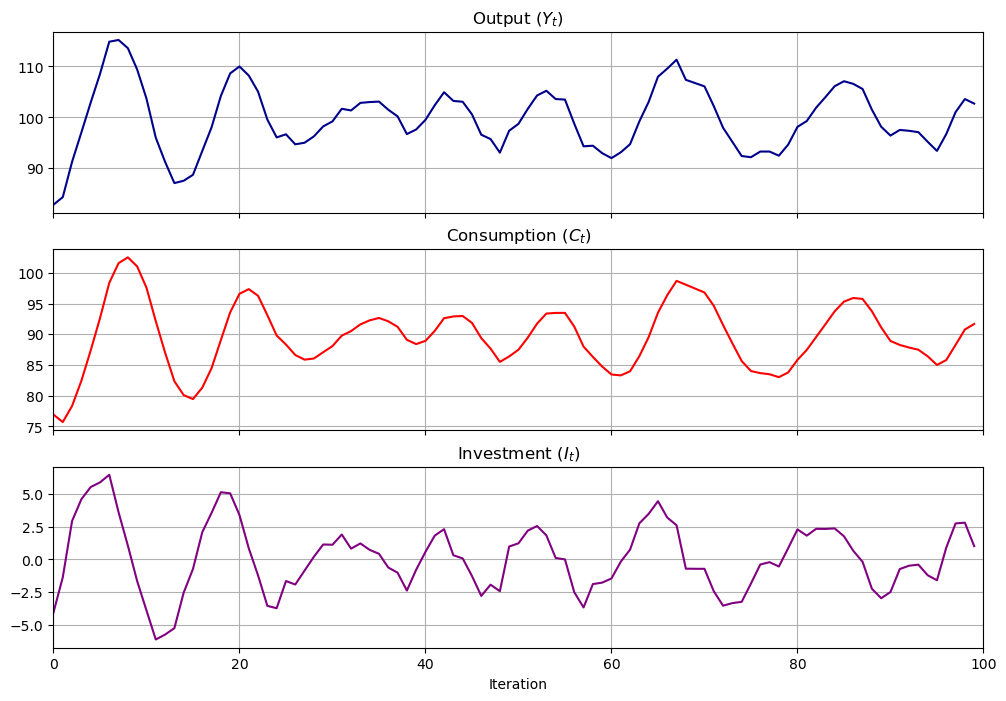 Output (Y_t)
110
100
90
Consumption (C_t)
100
95
90
85
80
75
Investment (I_t)
5.0
2.5
0.0
−2.5
−5.0
0 20 40 60 80 100
Iteration